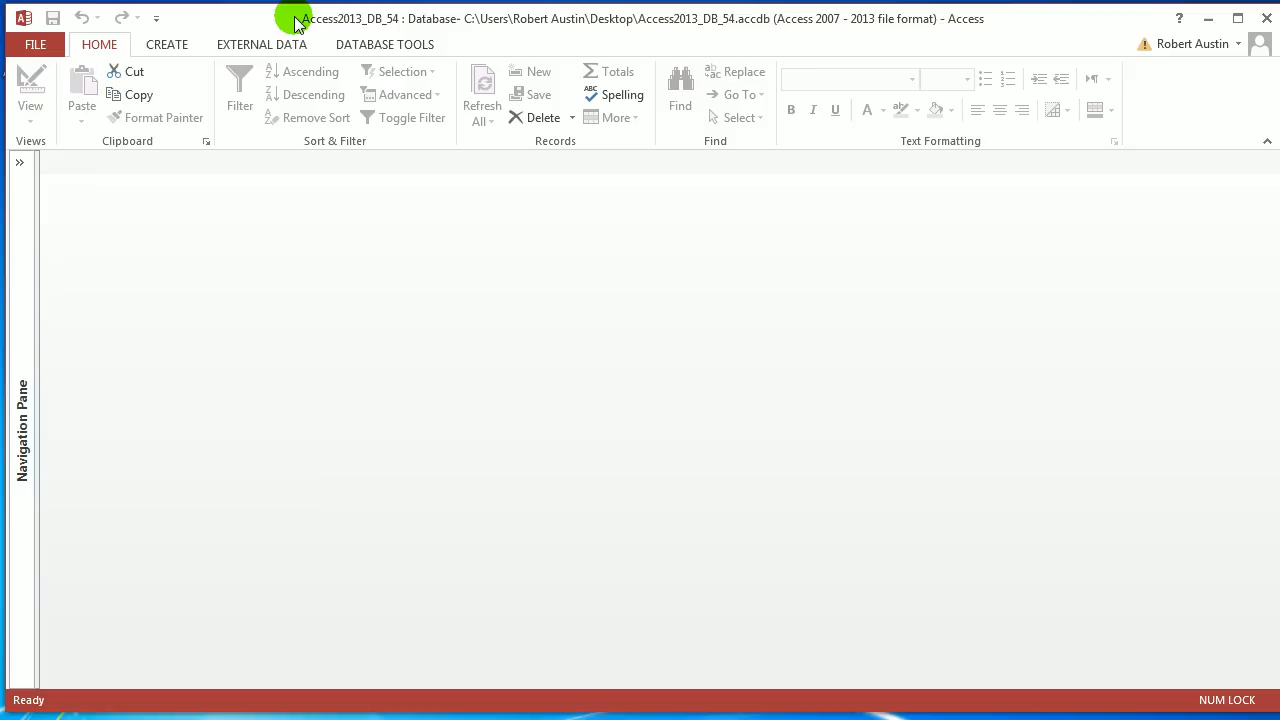 Access2013_DB_54 : Database- C:\Users\Robert Austin\Desktop\Access2013_DB_54.accdb (Access 2007 - 2013 file format) - Access
FILE HOME CREATE EXTERNAL DATA DATABASE TOOLS Robert Austin
View
Views
Paste
Cut
Copy
Format Painter
Clipboard
Filter
Ascending
Descending
Selection
Advanced
Toggle Filter
Sort & Filter
Refresh
All
New
Save
Delete
Totals
Spelling
More
Records
Find
Replace
Go To
Select
Find
B I U A
Text Formatting
Navigation Pane
Ready NUM LOCK